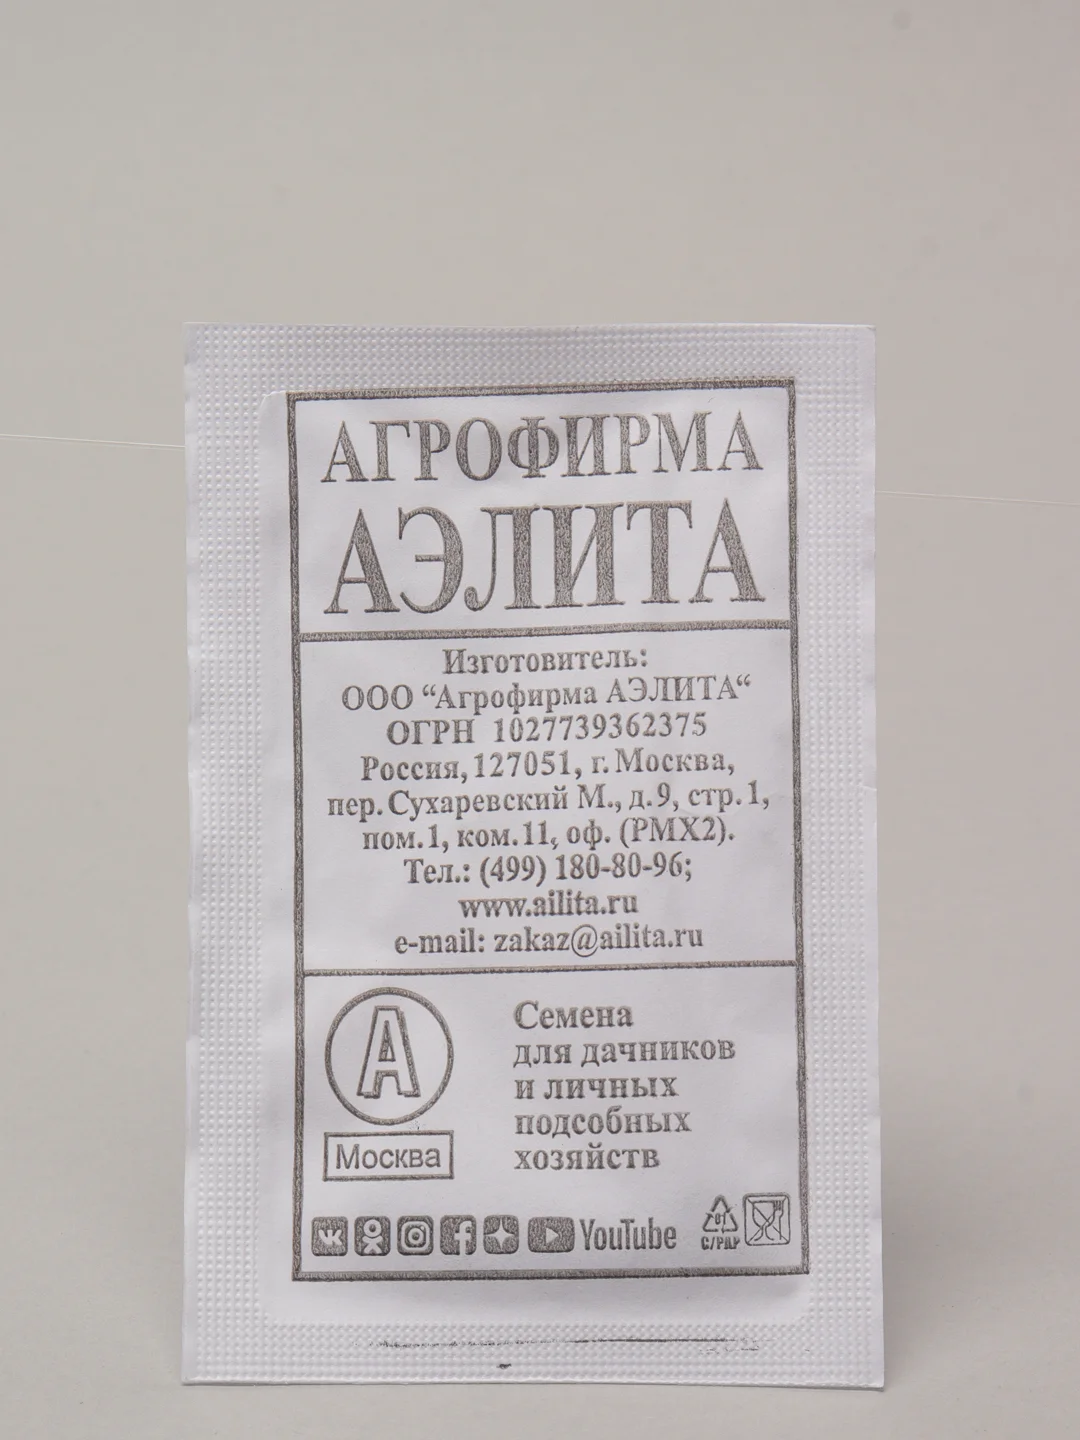 АГРОФИРМА
АЭЛИТА
Изготовитель:
ООО “Агрофирма АЭЛИТА“
ОГРН 1027739362375
Россия, 127051, г. Москва,
пер. Сухаревский М., д. 9, стр. 1,
пом. 1, ком. 11, оф. (РМХ2).
Тел.: (499) 180-80-96;
www.ailita.ru
e-mail: zakaz@ailita.ru
А
Москва
Семена
для дачников
и личных
подсобных
хозяйств
YouTube
C/PAP